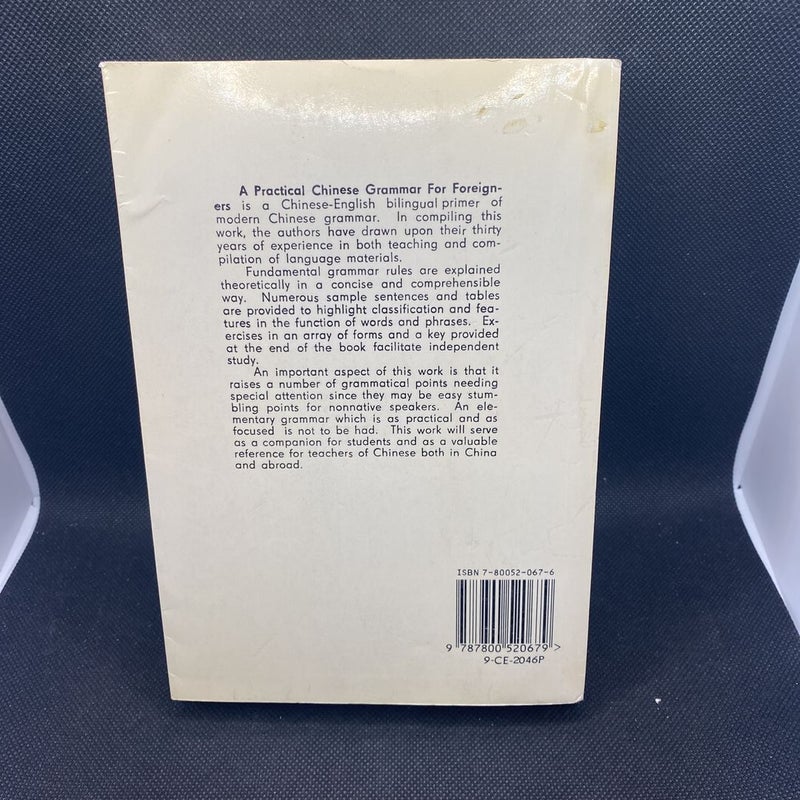 A Practical Chinese Grammar For Foreign-
ers is a Chinese-English bilingual primer of
modern Chinese grammar. In compiling this
work, the authors have drawn upon their thirty
years of experience in both teaching and com-
pilation of language materials.
Fundamental grammar rules are explained
theoretically in a concise and comprehensible
way. Numerous sample sentences and tables
are provided to highlight classification and fea-
tures in the function of words and phrases. Ex-
ercises in an array of forms and a key provided
at the end of the book facilitate independent
study.
An important aspect of this work is that it
raises a number of grammatical points needing
special attention since they may be easy stum-
bling points for nonnative speakers. An ele-
mentary grammar which is as practical and as
focused is not to be had. This work will serve
as a companion for students and as a valuable
reference for teachers of Chinese both in China
and abroad.
ISBN 7-80052-067-6
9 787800 520679 >
9-CE-2046P